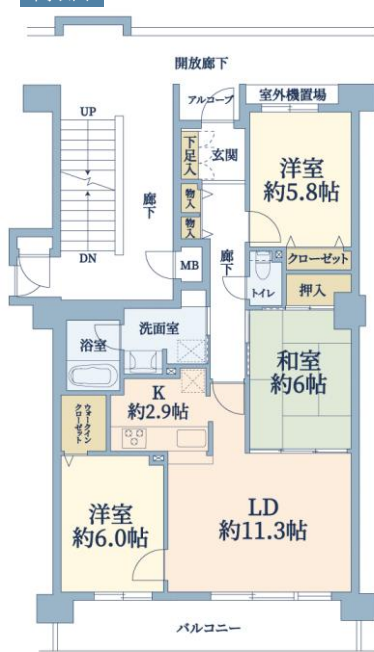 開放廊下
アルコーブ
室外機置場
UP
下足入
玄関
洋室
約5.8帖
物入
廊下
物入
DN
MB
廊下
トイレ
クローゼット
押入
洗面室
浴室
和室
約6帖
K
約2.9帖
ウォークイン
クローゼット
洋室
約6.0帖
LD
約11.3帖
バルコニー